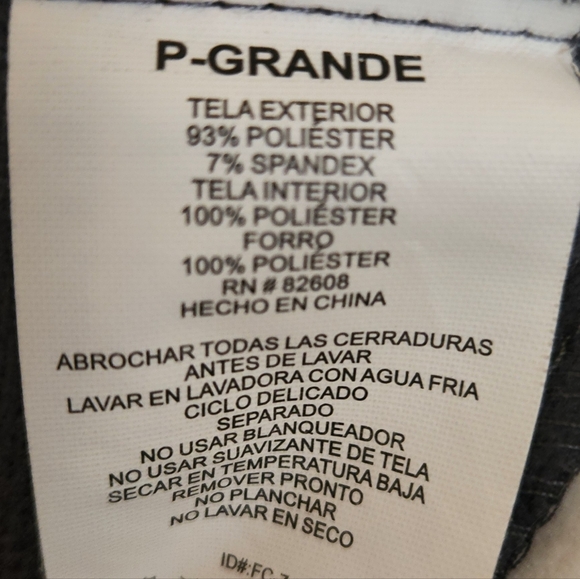 P-GRANDE
TELA EXTERIOR
93% POLIÉSTER
7% SPANDEX
TELA INTERIOR
100% POLIÉSTER
FORRO
100% POLIÉSTER
RN # 82608
HECHO EN CHINA
ABROCHAR TODAS LAS CERRADURAS
ANTES DE LAVAR
LAVAR EN LAVADORA CON AGUA FRIA
CICLO DELICADO
SEPARADO
NO USAR BLANQUEADOR
NO USAR SUAVIZANTE DE TELA
SECAR EN TEMPERATURA BAJA
REMOVER PRONTO
NO PLANCHAR
NO LAVAR EN SECO
ID#:FC